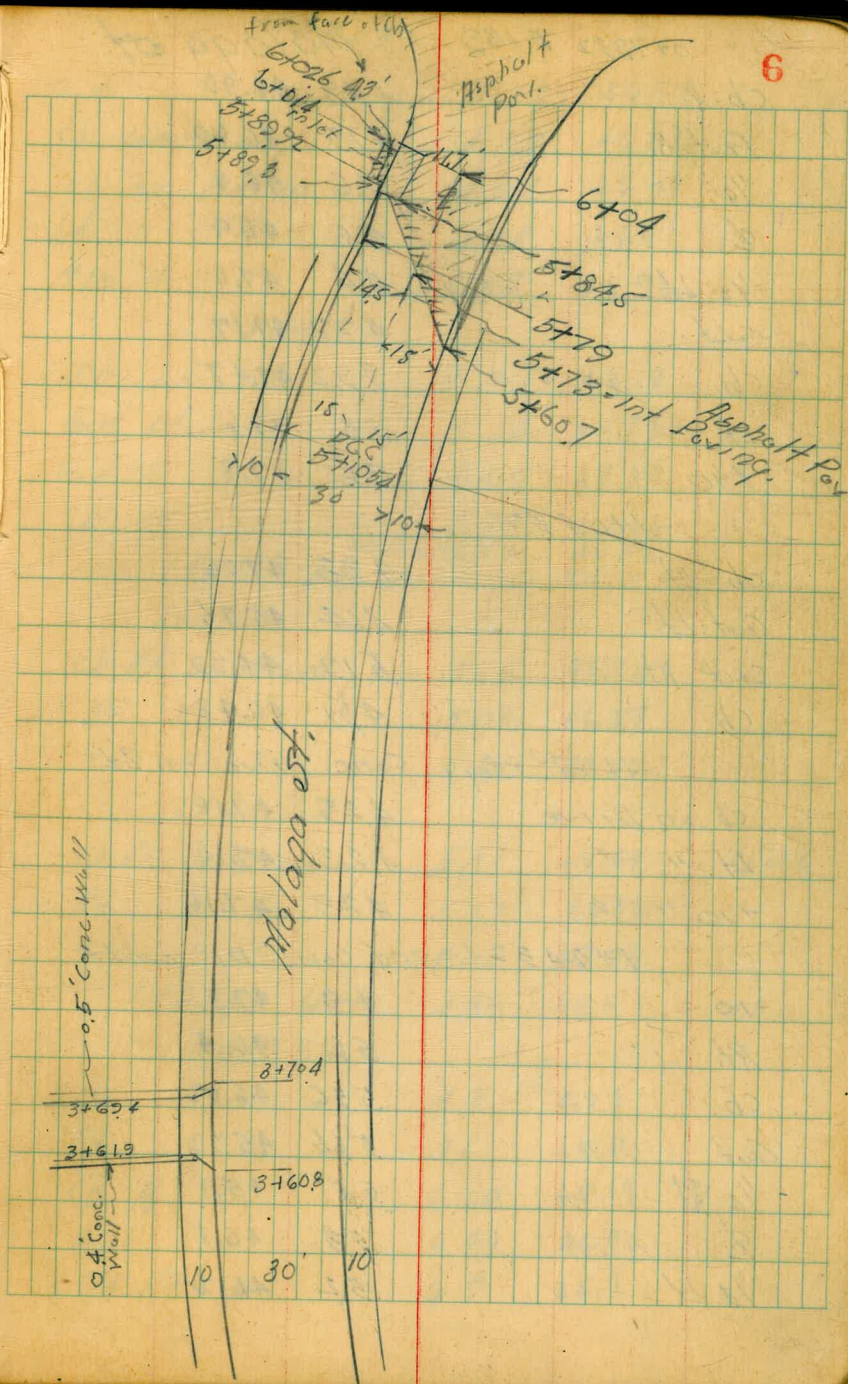 6
from face of Cb
6+02.6 4.3'
6+01.4
Inlet
5+89.92
5+89.3
Asphalt
Pav.
11.7'
6+04
5+84.5
5+79
5+73 = Int Asphalt Pav
Paving.
5+60.7
14.5
15'
15 15'
PCC
5+10.54
30
10
10
Malaga St.
0.5' Conc. Wall
3+70.4
3+69.4
3+61.9
3+60.8
0.4' Conc.
Wall
10 30' 10